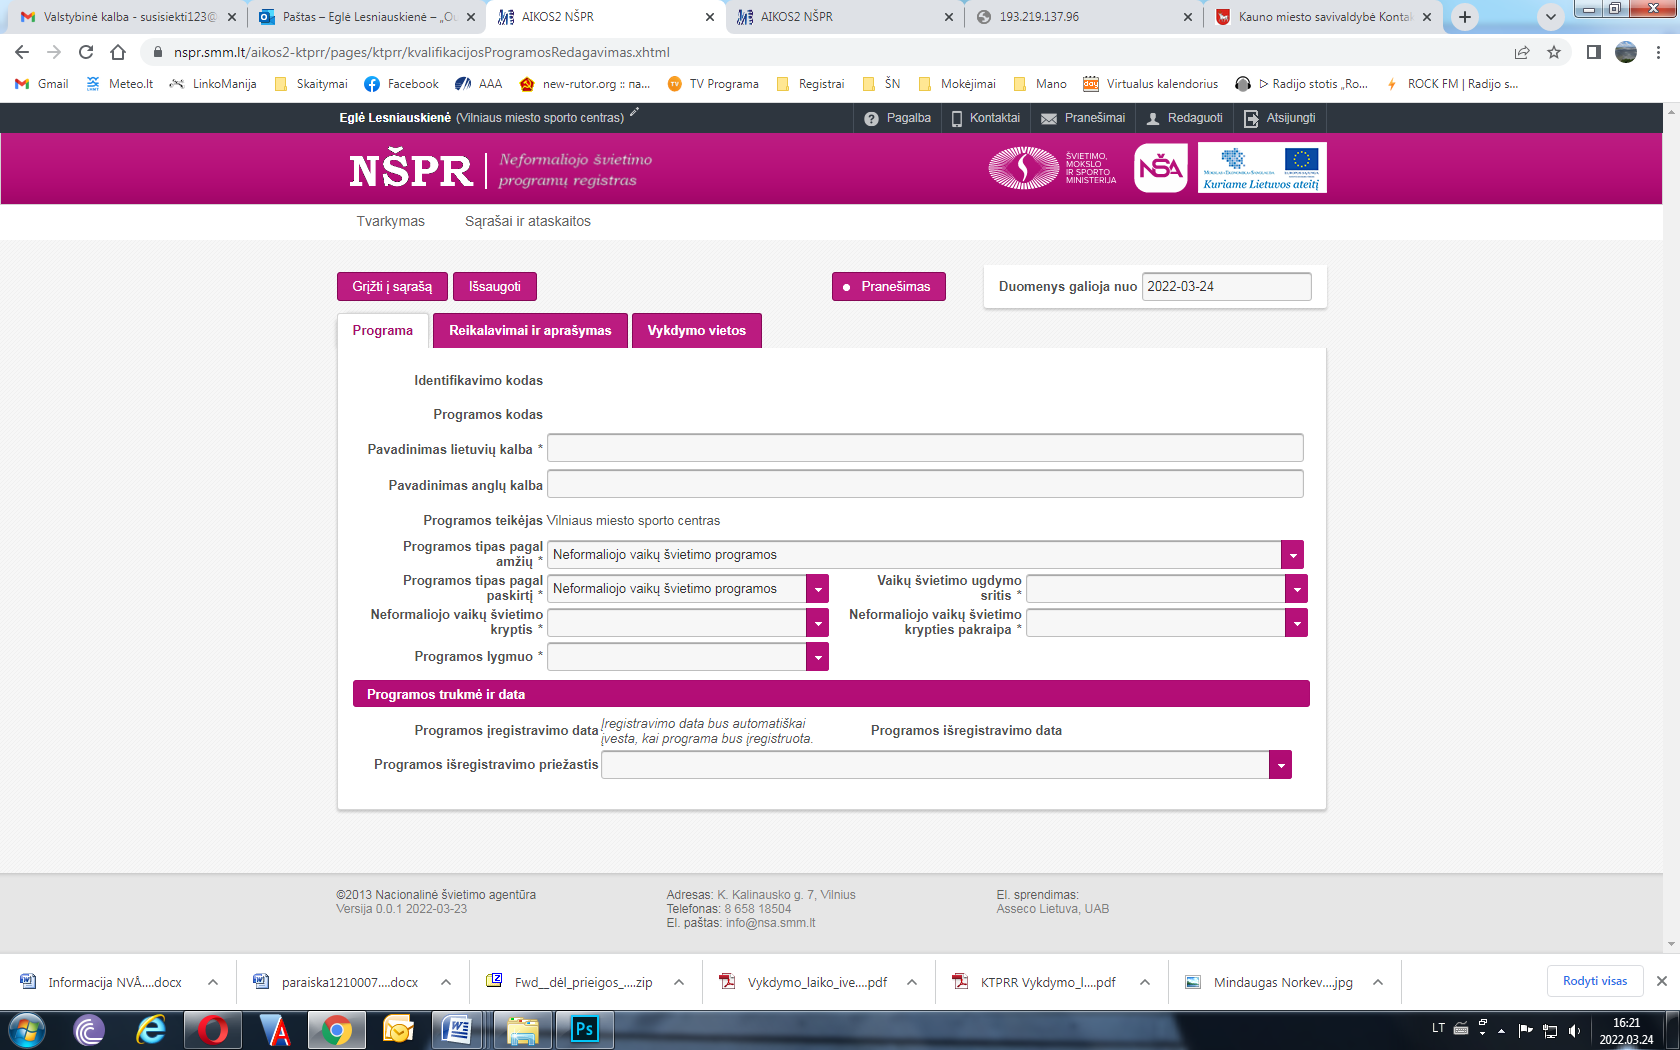 Valstybinė kalba - susisiekti123@
Paštas – Eglė Lesniauskienė – „Ou
AIKOS2 NŠPR
AIKOS2 NŠPR
193.219.137.96
Kauno miesto savivaldybė Kontak
nspr.smm.lt/aikos2-ktprr/pages/ktprr/kvalifikacijosProgramosRedagavimas.xhtml
Gmail
Meteo.lt
LinkoManija
Skaitymai
Facebook
AAA
new-rutor.org :: па...
TV Programa
Registrai
ŠN
Mokėjimai
Mano
Virtualus kalendorius
Radijo stotis „Ro...
ROCK FM | Radijo s...
Eglė Lesniauskienė (Vilniaus miesto sporto centras)
Pagalba
Kontaktai
Pranešimai
Redaguoti
Atsijungti
NŠPR
Neformaliojo švietimo
programų registras
ŠVIETIMO,
MOKSLO
IR SPORTO
MINISTERIJA
NŠA
Kuriame Lietuvos ateitį
Tvarkymas
Sąrašai ir ataskaitos
Grįžti į sąrašą
Išsaugoti
Pranešimas
Duomenys galioja nuo 2022-03-24
Programa
Reikalavimai ir aprašymas
Vykdymo vietos
Identifikavimo kodas
Programos kodas
Pavadinimas lietuvių kalba *
Pavadinimas anglų kalba
Programos teikėjas Vilniaus miesto sporto centras
Programos tipas pagal
amžių * Neformaliojo vaikų švietimo programos
Programos tipas pagal
paskirtį * Neformaliojo vaikų švietimo programos
Vaikų švietimo ugdymo
sritis *
Neformaliojo vaikų švietimo
kryptis *
Neformaliojo vaikų švietimo
krypties pakraipa *
Programos lygmuo *
Programos trukmė ir data
Programos įregistravimo data
Įregistravimo data bus automatiškai
įvesta, kai programa bus įregistruota.
Programos išregistravimo data
Programos išregistravimo priežastis
©2013 Nacionalinė švietimo agentūra
Versija 0.0.1 2022-03-23
Adresas: K. Kalinausko g. 7, Vilnius
Telefonas: 8 658 18504
El. paštas: info@nsa.smm.lt
El. sprendimas:
Asseco Lietuva, UAB
Informacija NVÅ....docx
paraiska1210007....docx
Fwd__dėl_prieigos_....zip
Vykdymo_laiko_ive....pdf
KTPRR Vykdymo_l....pdf
Mindaugas Norkev....jpg
Rodyti visas
Ps
LT
16:21
2022.03.24